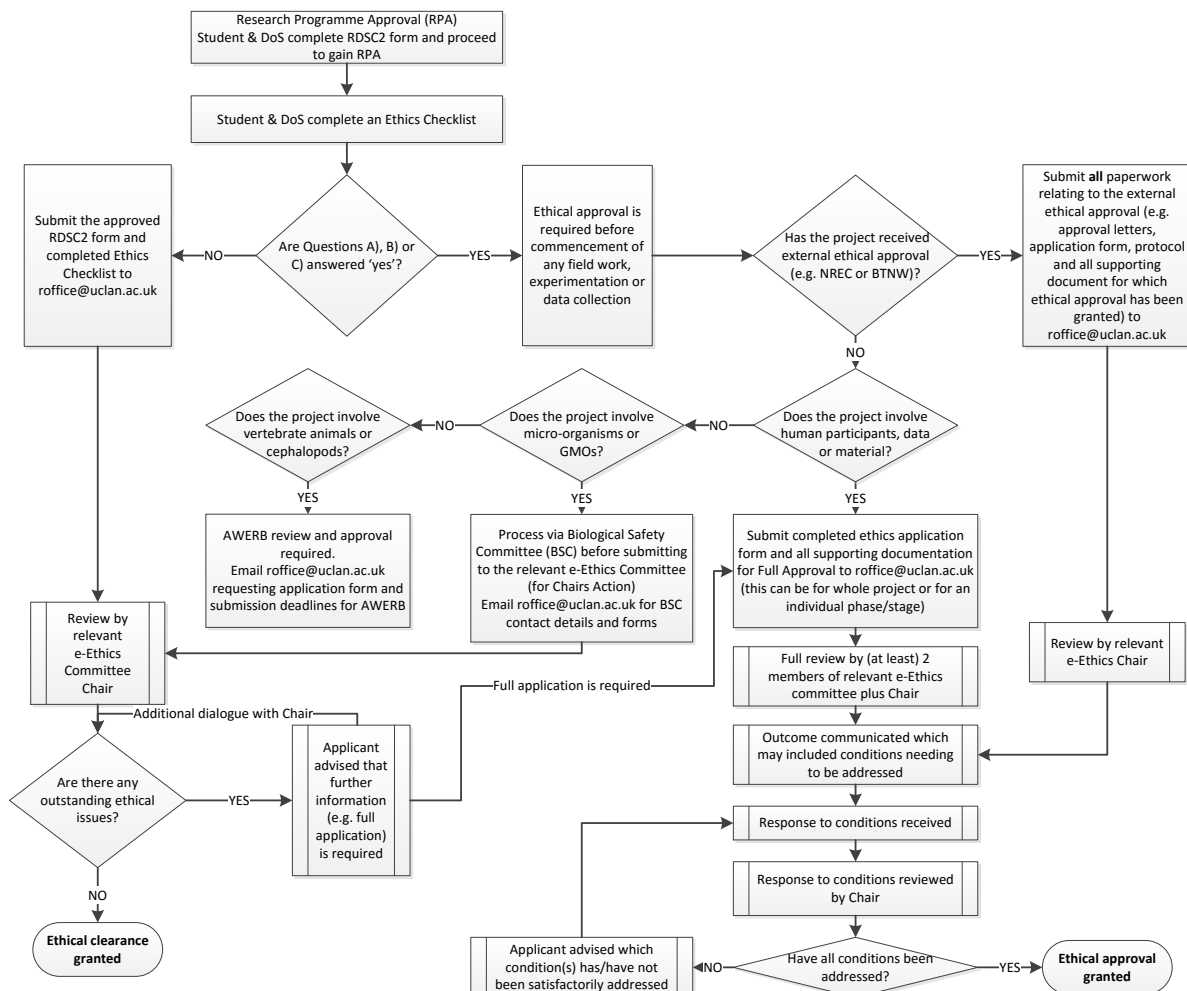 Research Programme Approval (RPA)
Student & DoS complete RDSC2 form and proceed
to gain RPA
Student & DoS complete an Ethics Checklist
Submit the approved
RDSC2 form and
completed Ethics
Checklist to
roffice@uclan.ac.uk
NO
Are Questions A), B) or
C) answered ‘yes’?
YES
Ethical approval is
required before
commencement of
any field work,
experimentation or
data collection
Has the project received
external ethical approval
(e.g. NREC or BTNW)?
YES
Submit all paperwork
relating to the external
ethical approval (e.g.
approval letters,
application form, protocol
and all supporting
document for which
ethical approval has been
granted) to
roffice@uclan.ac.uk
NO
Does the project involve
vertebrate animals or
cephalopods?
NO
Does the project involve
micro-organisms or
GMOs?
NO
Does the project involve
human participants, data
or material?
YES
YES
YES
AWERB review and approval
required.
Email roffice@uclan.ac.uk
requesting application form and
submission deadlines for AWERB
Process via Biological Safety
Committee (BSC) before submitting
to the relevant e-Ethics Committee
(for Chairs Action)
Email roffice@uclan.ac.uk for BSC
contact details and forms
Submit completed ethics application
form and all supporting documentation
for Full Approval to roffice@uclan.ac.uk
(this can be for whole project or for an
individual phase/stage)
Review by
relevant
e-Ethics
Committee
Chair
Full application is required
Full review by (at least) 2
members of relevant e-Ethics
committee plus Chair
Review by relevant
e-Ethics Chair
Additional dialogue with Chair
Are there any
outstanding ethical
issues?
YES
Applicant
advised that
further
information
(e.g. full
application)
is required
Outcome communicated which
may included conditions needing
to be addressed
Response to conditions received
Response to conditions reviewed
by Chair
NO
Ethical clearance
granted
Applicant advised which
condition(s) has/have not
been satisfactorily addressed
NO
Have all conditions been
addressed?
YES
Ethical approval
granted